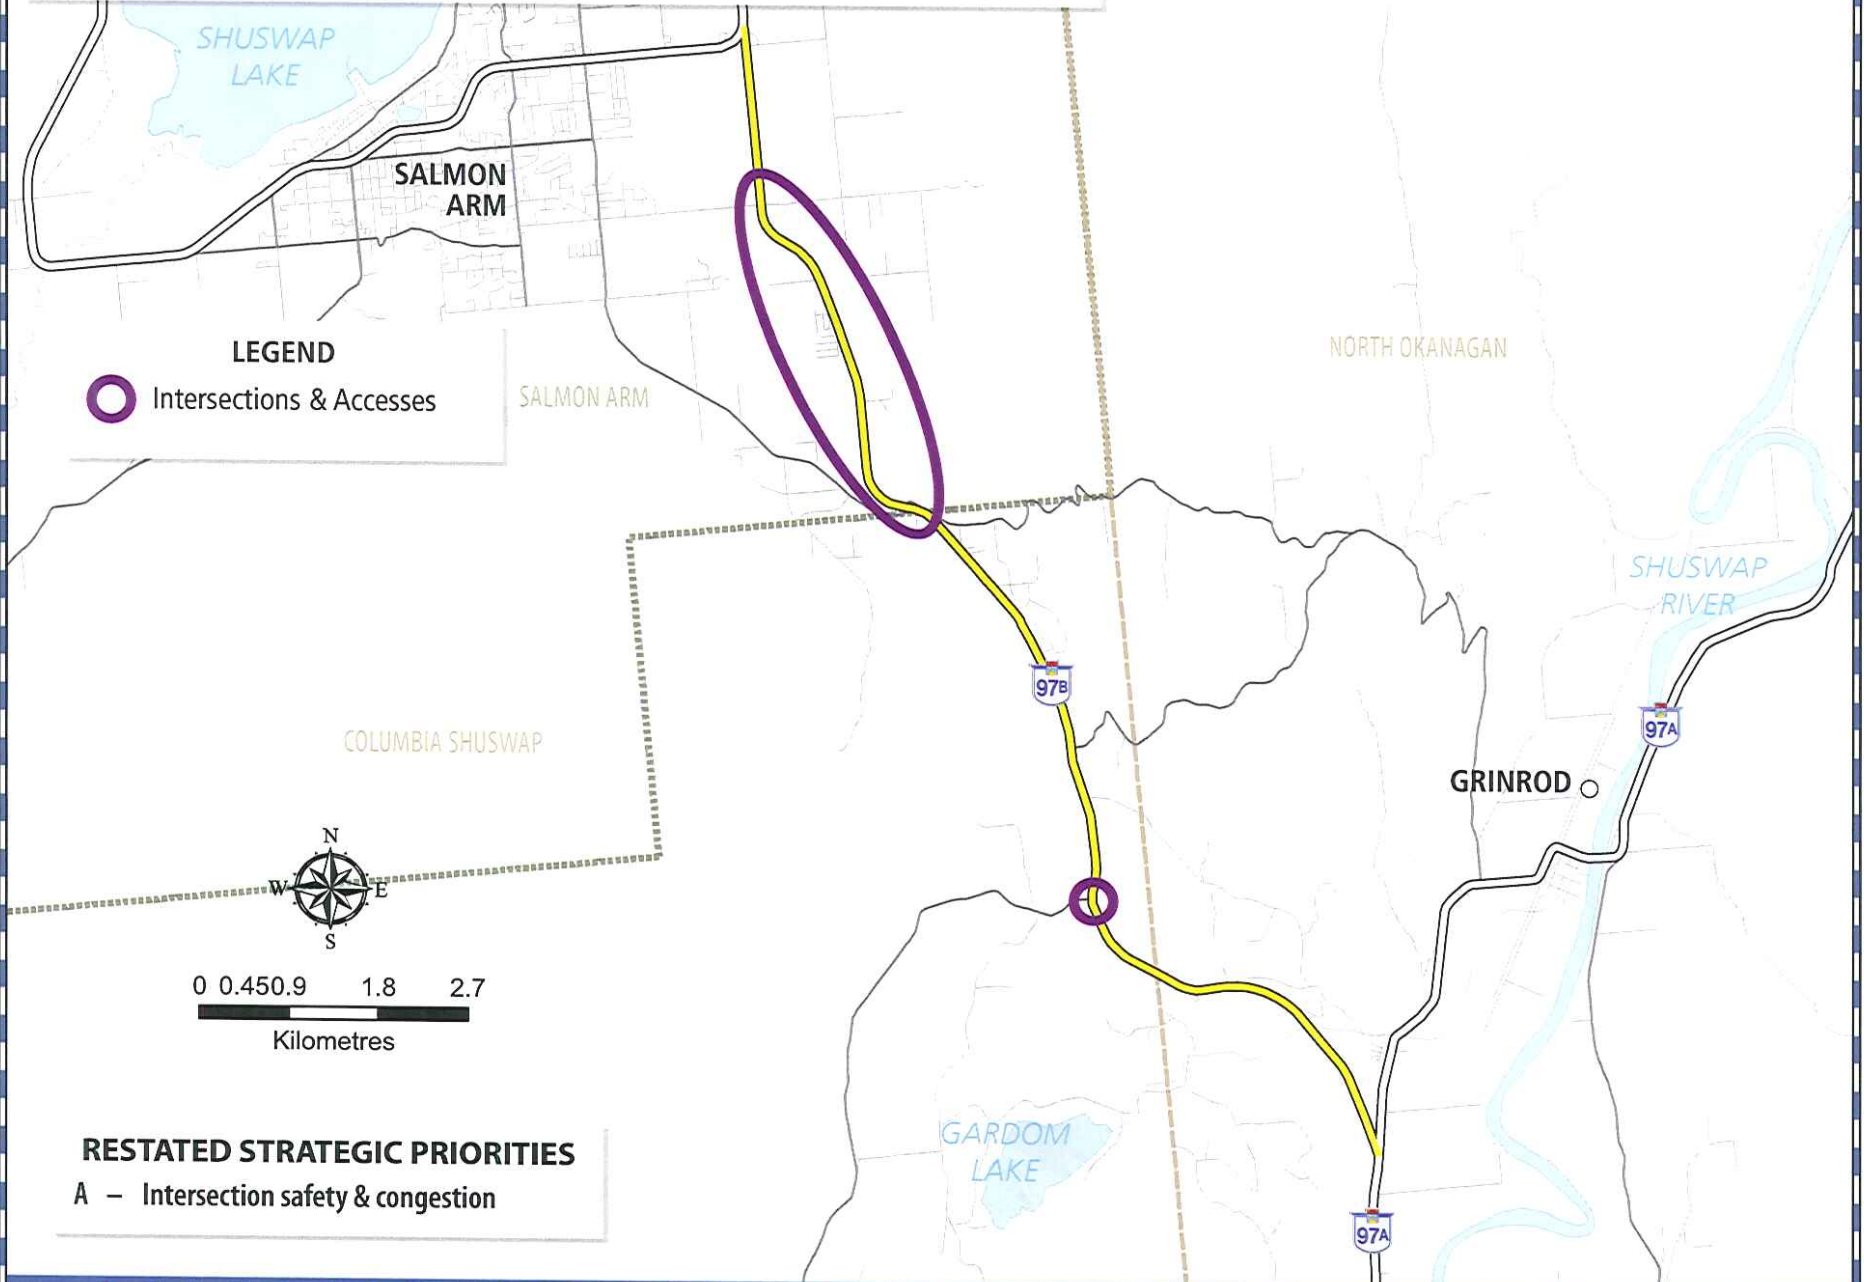 SHUSWAP
LAKE
SALMON
ARM
LEGEND
Intersections & Accesses
SALMON ARM
NORTH OKANAGAN
SHUSWAP
RIVER
97B
97A
COLUMBIA SHUSWAP
GRINROD
N
W
E
S
0 0.450.9 1.8 2.7
Kilometres
GARDOM
LAKE
RESTATED STRATEGIC PRIORITIES
A – Intersection safety & congestion
97A